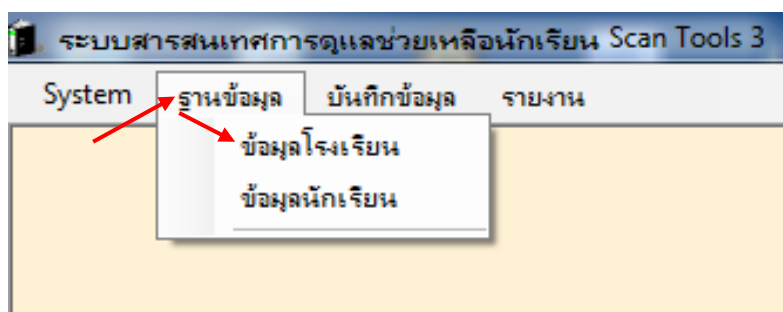 ระบบสารสนเทศการดูแลช่วยเหลือนักเรียน Scan Tools 3
System ฐานข้อมูล บันทึกข้อมูล รายงาน
ข้อมูลโรงเรียน
ข้อมูลนักเรียน